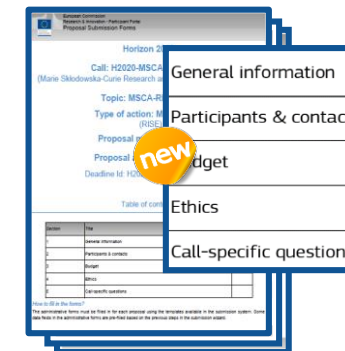 European Commission
Research & Innovation - Participant Portal
Proposal Submission Forms
Horizon 20
Call: H2020-MSCA
(Marie Skłodowska-Curie Research a
Topic: MSCA-RI
Type of action: M
(RISE)
Proposal
Proposal
Deadline Id: H20
Table of cont
Section Title
1 General information
2 Participants & contacts
3 Budget
4 Ethics
5 Call-specific questions
How to fill in the forms?
The administrative forms must be filled in for each proposal using the templates available in the submission system. Some
data fields in the administrative forms are pre-filled based on the previous steps in the submission wizard.
new
General information
Participants & contac
dget
Ethics
Call-specific question